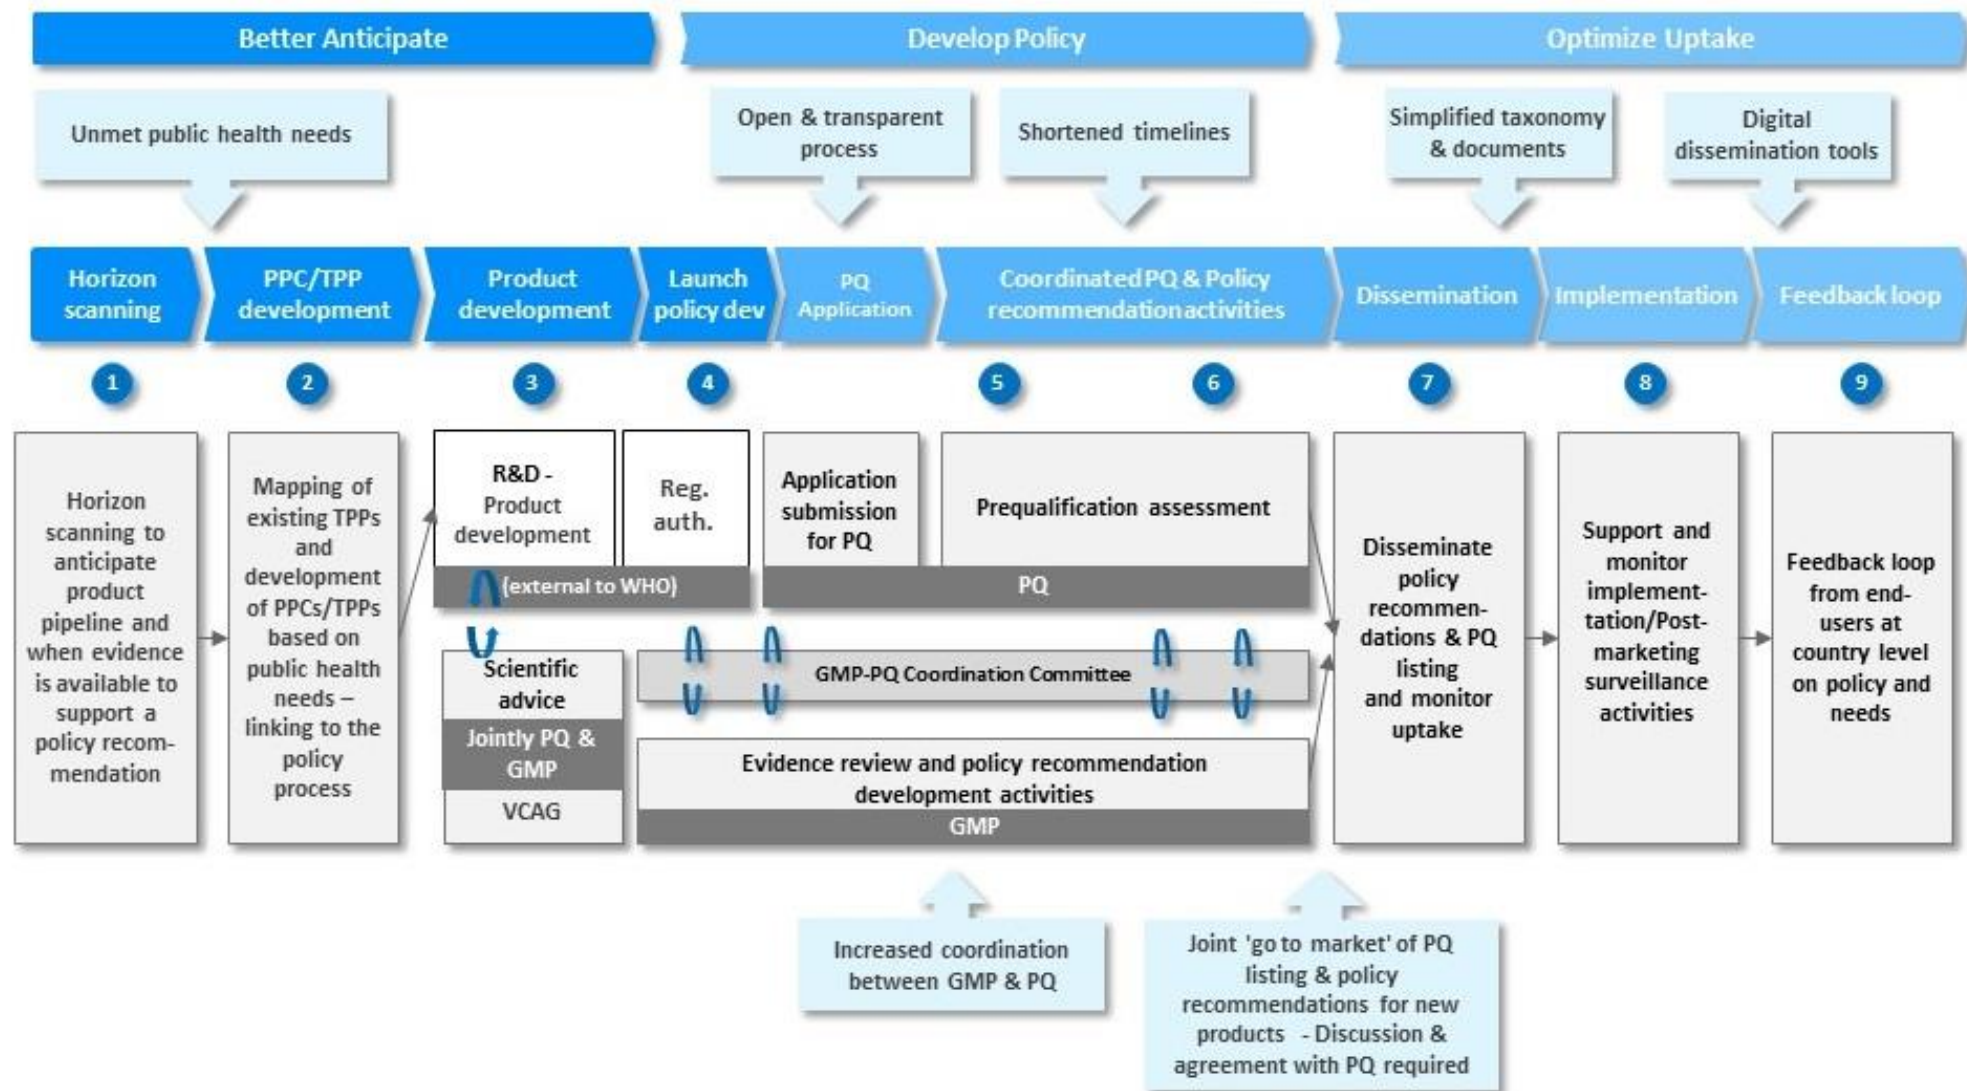 Better Anticipate
Develop Policy
Optimize Uptake
Unmet public health needs
Open & transparent
process
Shortened timelines
Simplified taxonomy
& documents
Digital
dissemination tools
Horizon
scanning
PPC/TPP
development
Product
development
Launch
policy dev
PQ
Application
Coordinated PQ & Policy
recommendation activities
Dissemination
Implementation
Feedback loop
1
2
3
4
5
6
7
8
9
Horizon
scanning to
anticipate
product
pipeline and
when evidence
is available to
support a
policy recom-
mendation
Mapping of
existing TPPs
and
development
of PPCs/TPPs
based on
public health
needs –
linking to the
policy
process
R&D -
Product
development
Reg.
auth.
(external to WHO)
Scientific
advice
Jointly PQ &
GMP
VCAG
Application
submission
for PQ
Prequalification assessment
PQ
GMP-PQ Coordination Committee
Evidence review and policy recommendation
development activities
GMP
Disseminate
policy
recommen-
dations & PQ
listing
and monitor
uptake
Support and
monitor
implemen-
tation/Post-
marketing
surveillance
activities
Feedback loop
from end-
users at
country level
on policy and
needs
Increased coordination
between GMP & PQ
Joint 'go to market' of PQ
listing & policy
recommendations for new
products - Discussion &
agreement with PQ required